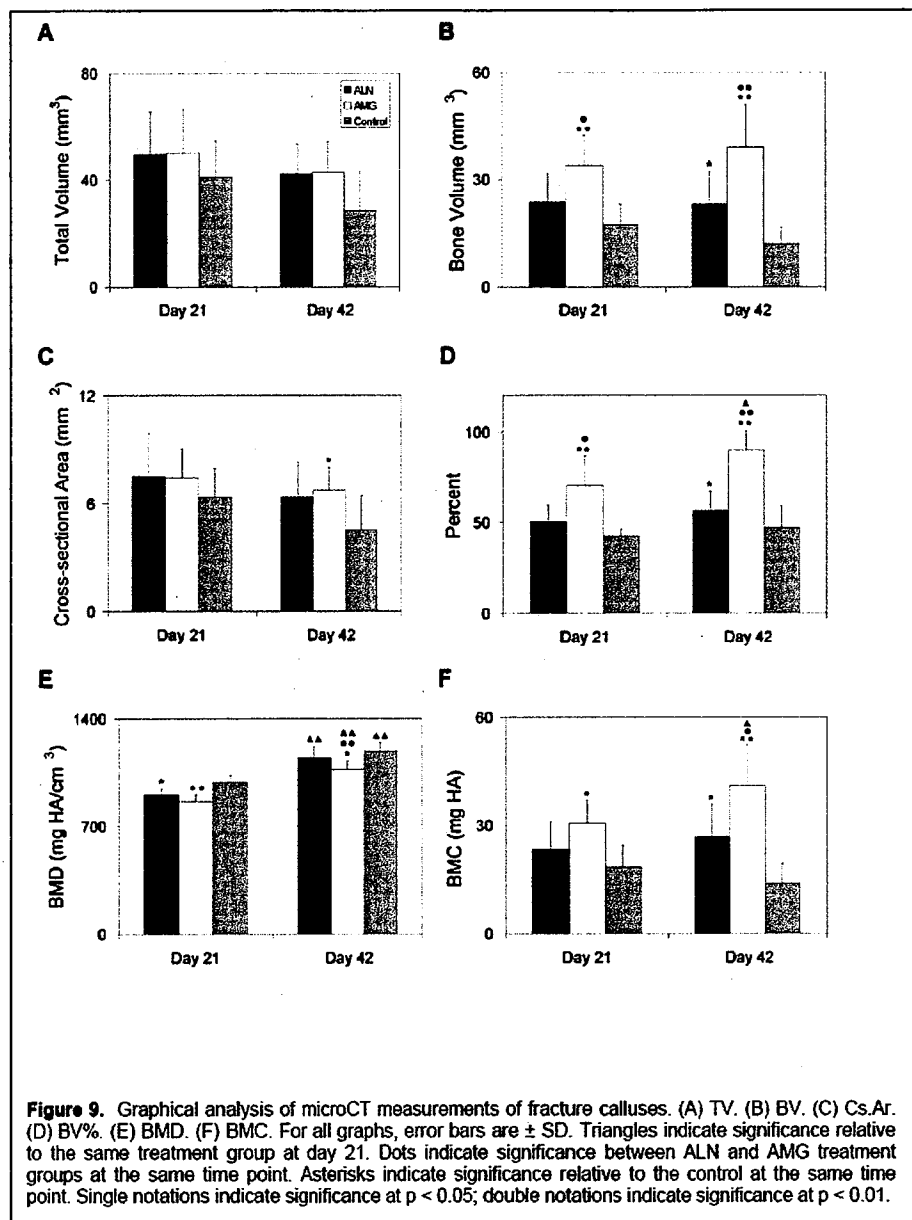 A
Total Volume (mm3)
80
40
0
ALN
AMG
Control
Day 21
Day 42
B
Bone Volume (mm 3)
60
30
0
Day 21
Day 42
C
Cross-sectional Area (mm 2)
12
6
0
Day 21
Day 42
D
Percent
100
50
0
Day 21
Day 42
E
BMD (mg HA/cm 3)
1400
700
0
Day 21
Day 42
F
BMC (mg HA)
60
30
0
Day 21
Day 42
Figure 9. Graphical analysis of microCT measurements of fracture calluses. (A) TV. (B) BV. (C) Cs.Ar.
(D) BV%. (E) BMD. (F) BMC. For all graphs, error bars are ± SD. Triangles indicate significance relative
to the same treatment group at day 21. Dots indicate significance between ALN and AMG treatment
groups at the same time point. Asterisks indicate significance relative to the control at the same time
point. Single notations indicate significance at p < 0.05; double notations indicate significance at p < 0.01.